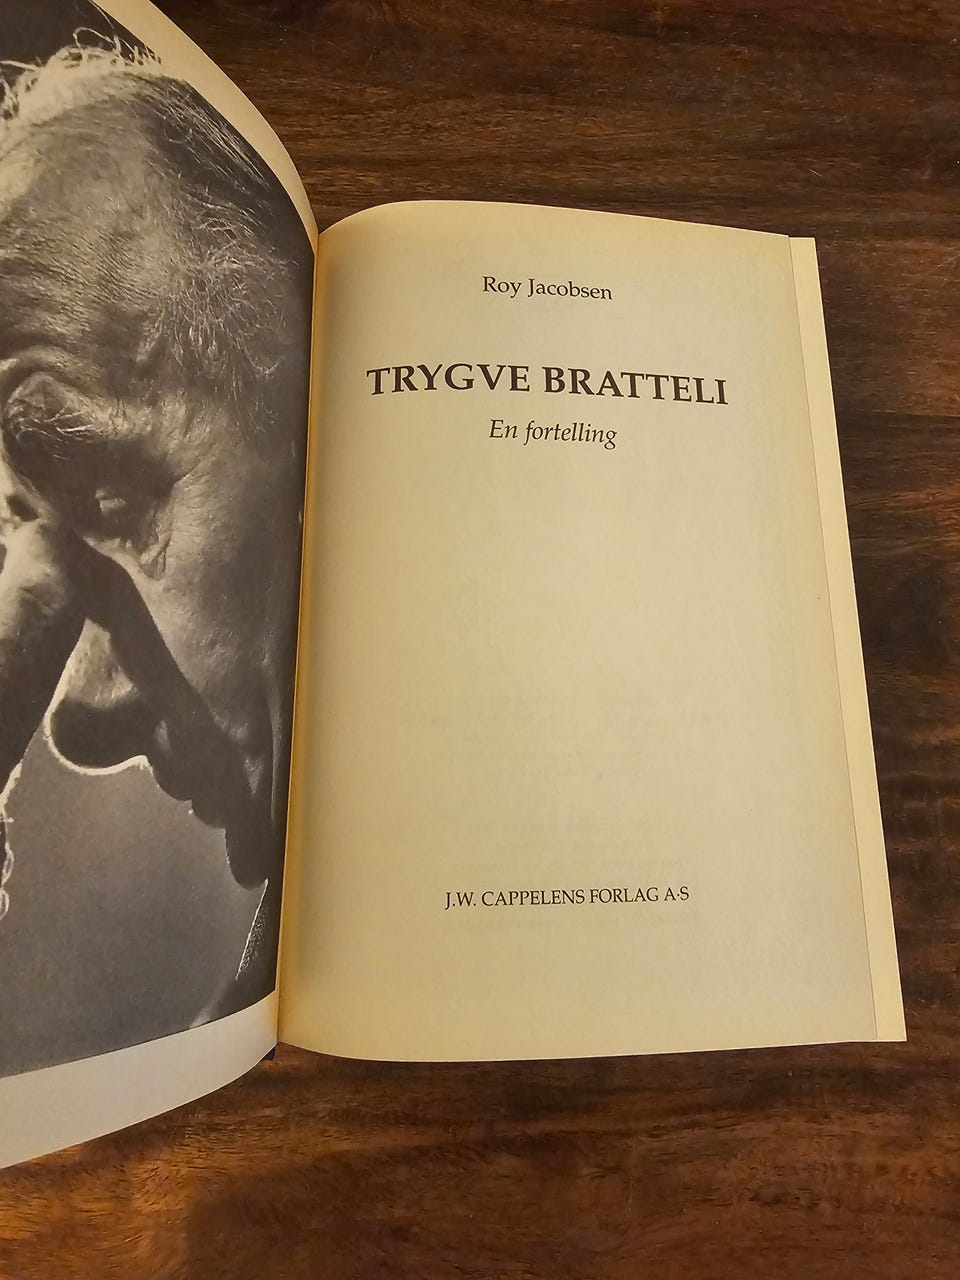 Roy Jacobsen
TRYGVE BRATTELI
En fortelling
J.W. CAPPELENS FORLAG A·S